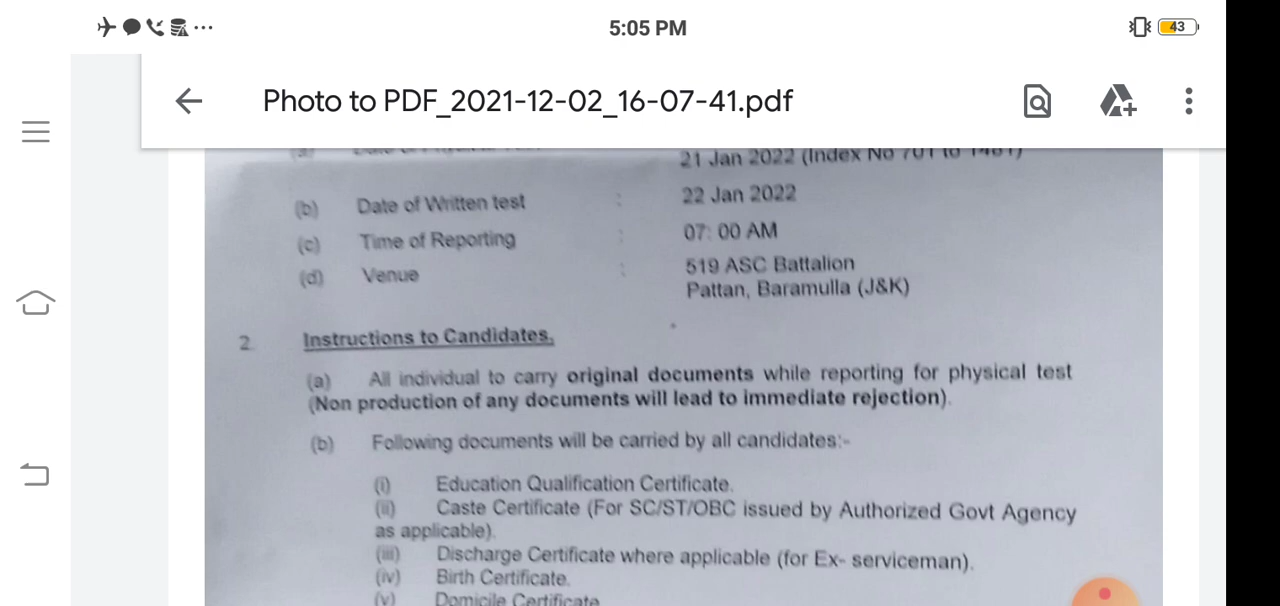 5:05 PM
43
Photo to PDF_2021-12-02_16-07-41.pdf
(a) 21 Jan 2022 (Index No 701 to
(b) Date of Written test : 22 Jan 2022
(c) Time of Reporting : 07: 00 AM
(d) Venue : 519 ASC Battalion
Pattan, Baramulla (J&K)
2. Instructions to Candidates.
(a) All individual to carry original documents while reporting for physical test
(Non production of any documents will lead to immediate rejection).
(b) Following documents will be carried by all candidates:-
(i) Education Qualification Certificate.
(ii) Caste Certificate (For SC/ST/OBC issued by Authorized Govt Agency
as applicable).
(iii) Discharge Certificate where applicable (for Ex- serviceman).
(iv) Birth Certificate.
(v) Domicile Certificate